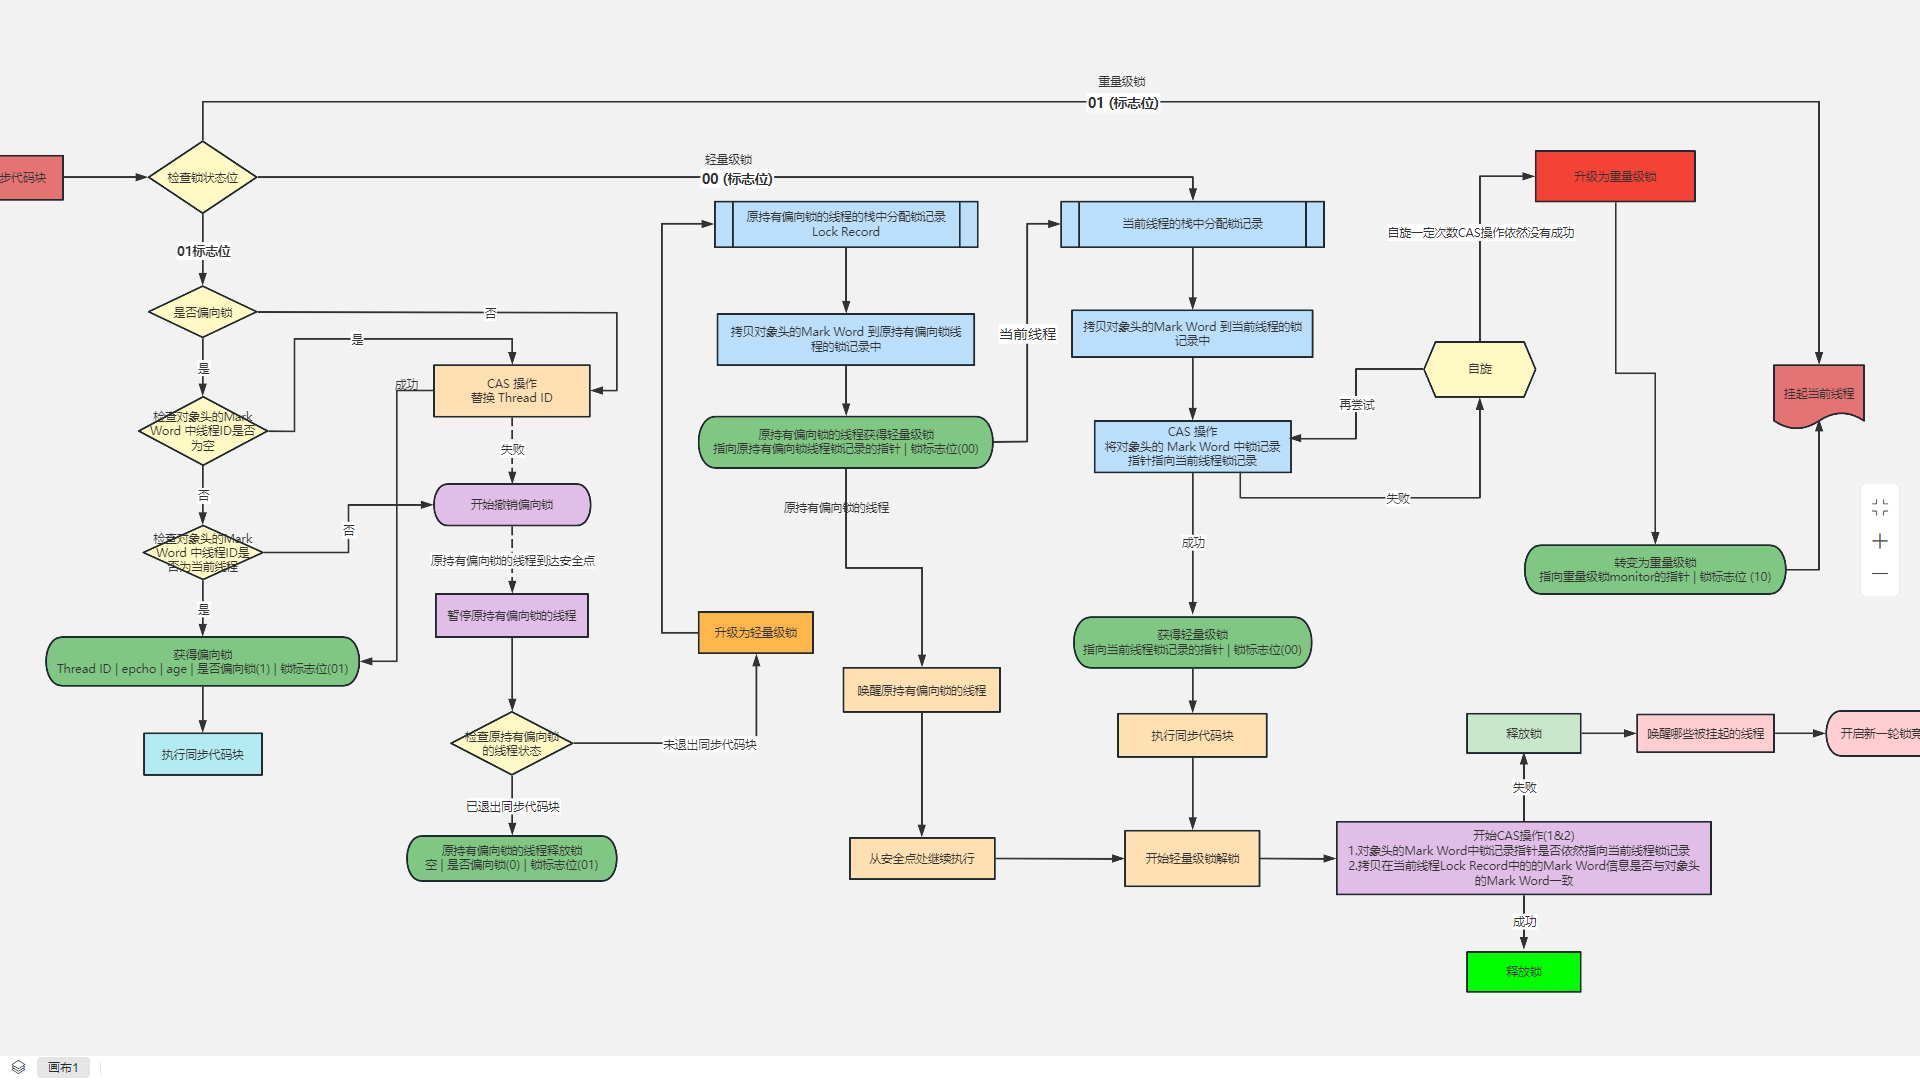 重量级锁
01 (标志位)
步代码块
检查锁状态位
轻量级锁
00 (标志位)
升级为重量级锁
原持有偏向锁的线程的栈中分配锁记录
Lock Record
当前线程的栈中分配锁记录
自旋一定次数CAS操作依然没有成功
01标志位
是否偏向锁
否
是
是
拷贝对象头的Mark Word 到原持有偏向锁线
程的锁记录中
当前线程
拷贝对象头的Mark Word 到当前线程的锁
记录中
自旋
挂起当前线程
成功
CAS 操作
替换 Thread ID
再尝试
检查对象头的Mark
Word 中线程ID是否
为空
失败
原持有偏向锁的线程获得轻量级锁
指向原持有偏向锁线程锁记录的指针 | 锁标志位(00)
CAS 操作
将对象头的 Mark Word 中锁记录
指针指向当前线程锁记录
失败
否
开始撤销偏向锁
原持有偏向锁的线程
否
检查对象头的Mark
Word 中线程ID是
否为当前线程
原持有偏向锁的线程到达安全点
成功
转变为重量级锁
指向重量级锁monitor的指针 | 锁标志位 (10)
是
暂停原持有偏向锁的线程
升级为轻量级锁
获得轻量级锁
指向当前线程锁记录的指针 | 锁标志位(00)
获得偏向锁
Thread ID | epcho | age | 是否偏向锁(1) | 锁标志位(01)
唤醒原持有偏向锁的线程
执行同步代码块
检查原持有偏向锁
的线程状态
未退出同步代码块
执行同步代码块
释放锁
唤醒哪些被挂起的线程
开启新一轮锁竞
失败
已退出同步代码块
原持有偏向锁的线程释放锁
空 | 是否偏向锁(0) | 锁标志位(01)
从安全点处继续执行
开始轻量级锁解锁
开始CAS操作(1&2)
1.对象头的Mark Word中锁记录指针是否依然指向当前线程锁记录
2.拷贝在当前线程Lock Record中的的Mark Word信息是否与对象头
的Mark Word一致
成功
释放锁
画布1